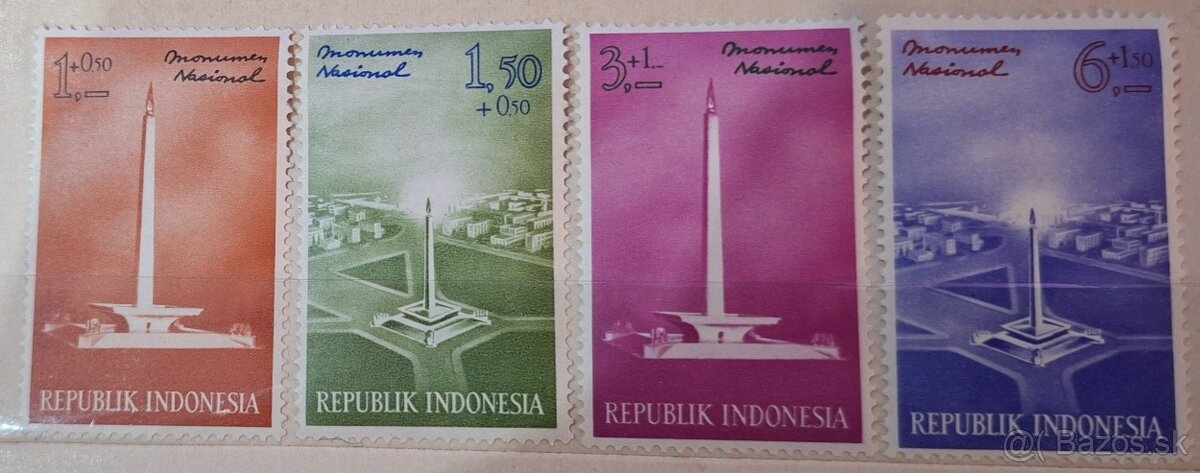 1,— +0.50
Monumen
Nasional
REPUBLIK INDONESIA
Monumen
Nasional
1,50
+0.50
REPUBLIK INDONESIA
3,— +1.—
Monumen
Nasional
REPUBLIK INDONESIA
Monumen
Nasional
6,— +1.50
REPUBLIK INDONESIA
Bazos.sk